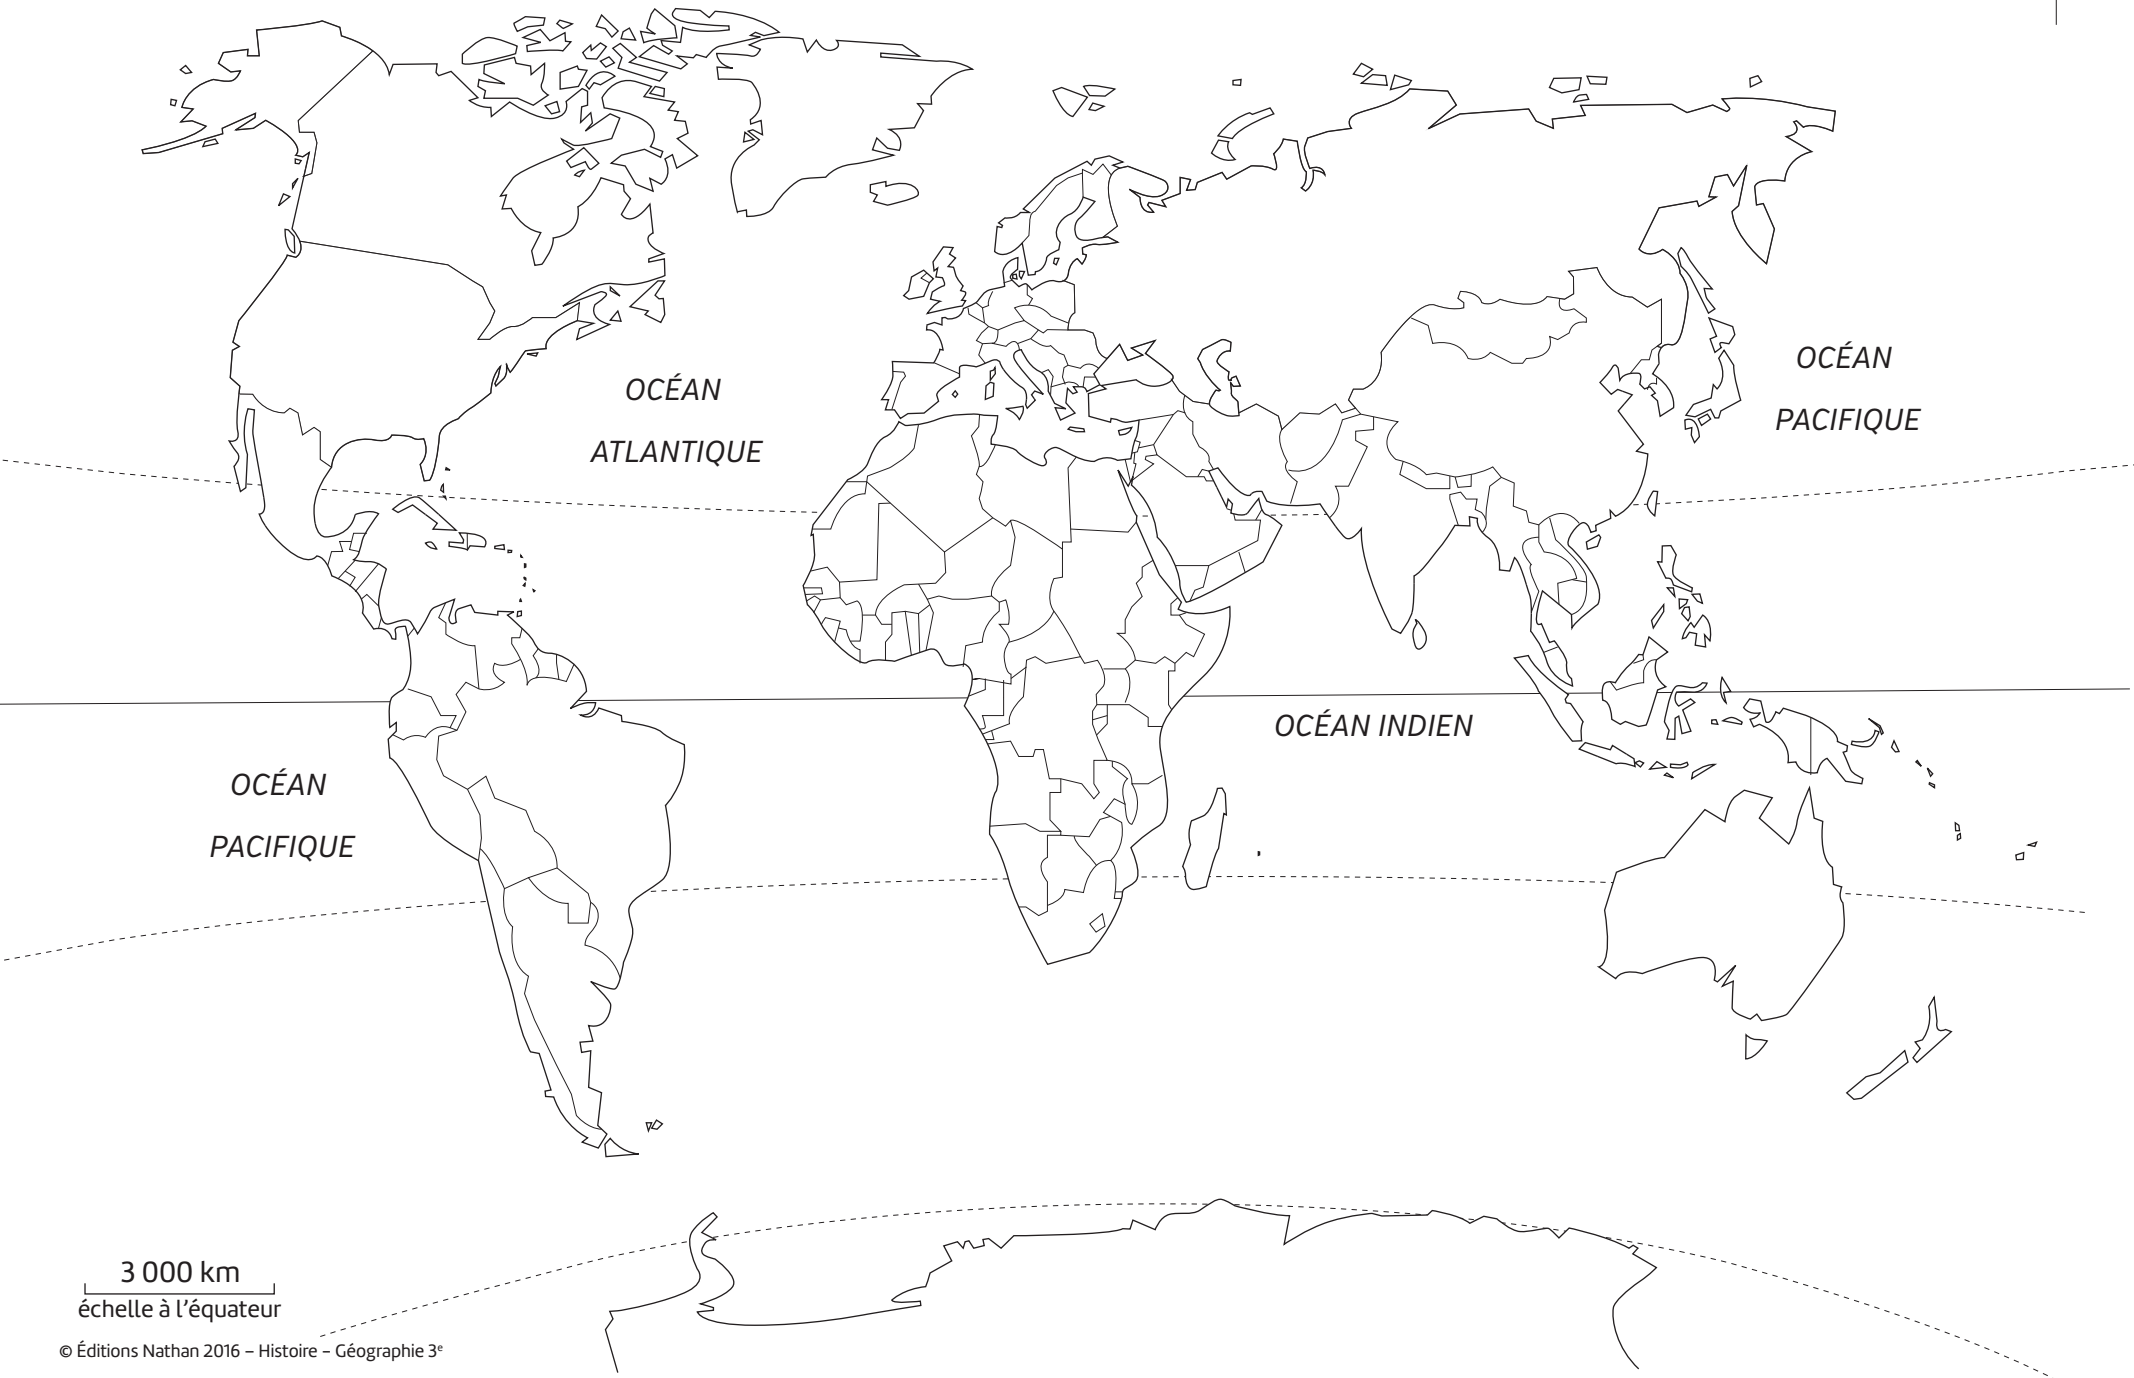 OCÉAN
PACIFIQUE
OCÉAN
ATLANTIQUE
OCÉAN INDIEN
OCÉAN
PACIFIQUE
3 000 km
échelle à l’équateur
© Éditions Nathan 2016 – Histoire – Géographie 3e